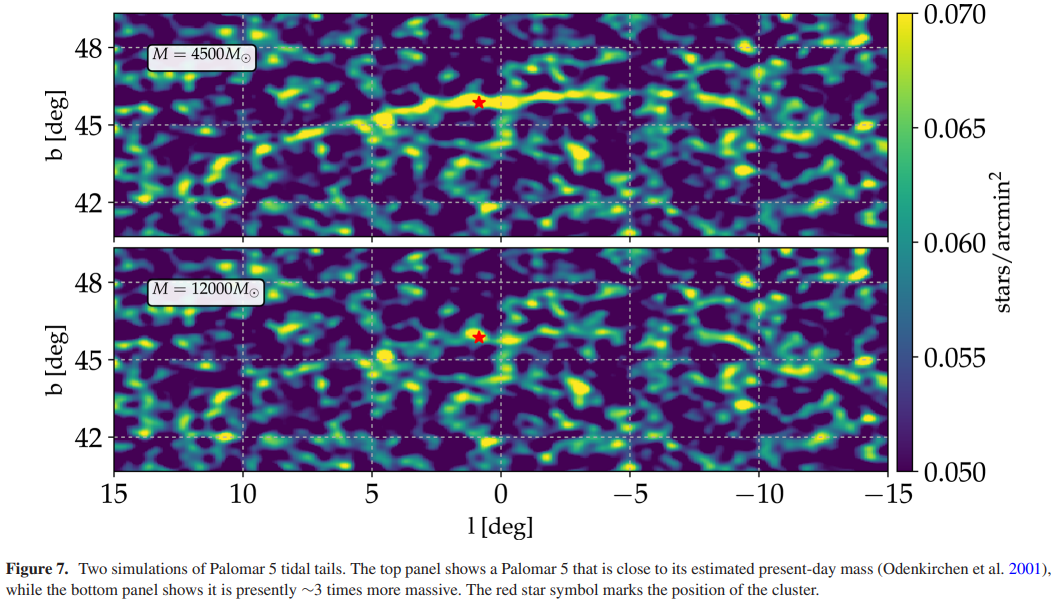 48
M = 4500M☉
45
b [deg]
42
48
M = 12000M☉
45
b [deg]
42
15 10 5 0 −5 −10 −15
l [deg]
0.070
0.065
0.060
0.055
0.050
stars/arcmin²
Figure 7. Two simulations of Palomar 5 tidal tails. The top panel shows a Palomar 5 that is close to its estimated present-day mass (Odenkirchen et al. 2001),
while the bottom panel shows it is presently ∼3 times more massive. The red star symbol marks the position of the cluster.